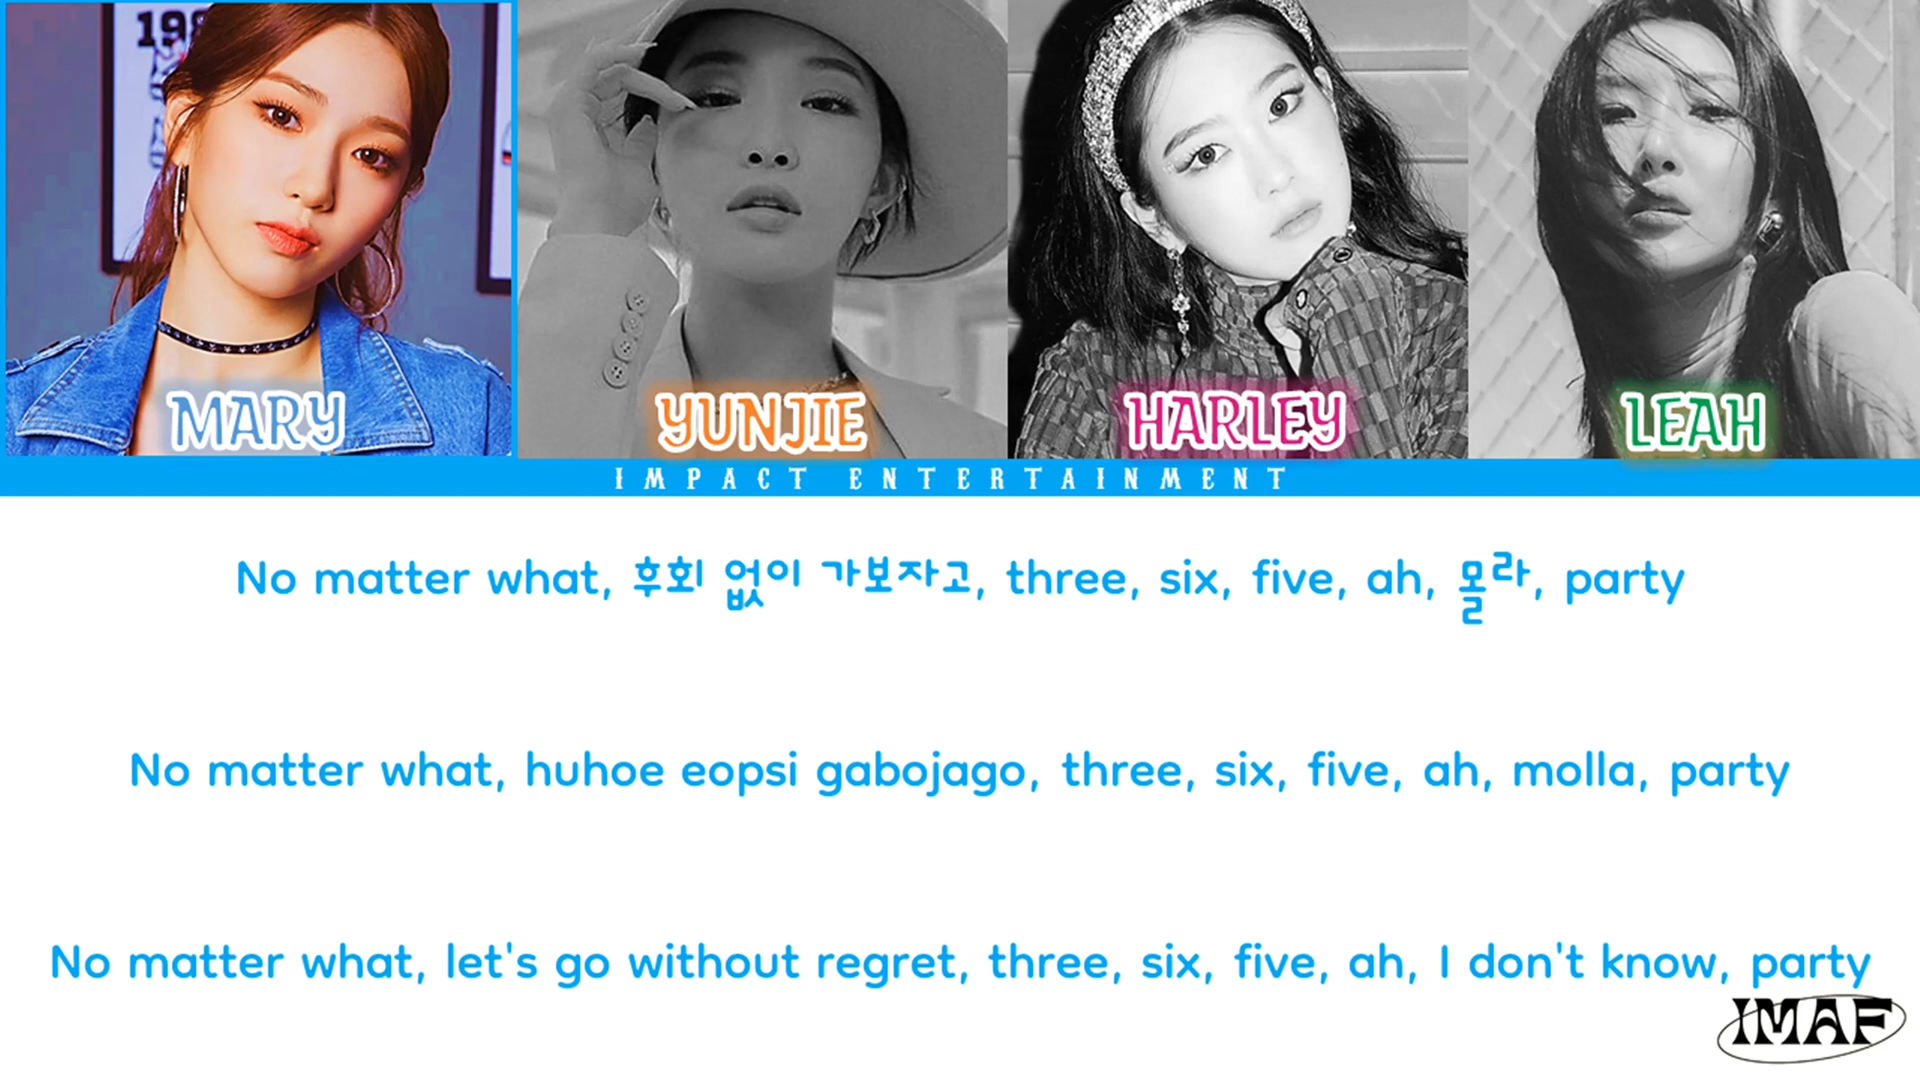 198
MARY
YUNJIE
HARLEY
LEAH
IMPACT ENTERTAINMENT
No matter what, 후회 없이 가보자고, three, six, five, ah, 몰라, party
No matter what, huhoe eopsi gabojago, three, six, five, ah, molla, party
No matter what, let's go without regret, three, six, five, ah, I don't know, party
IMAF